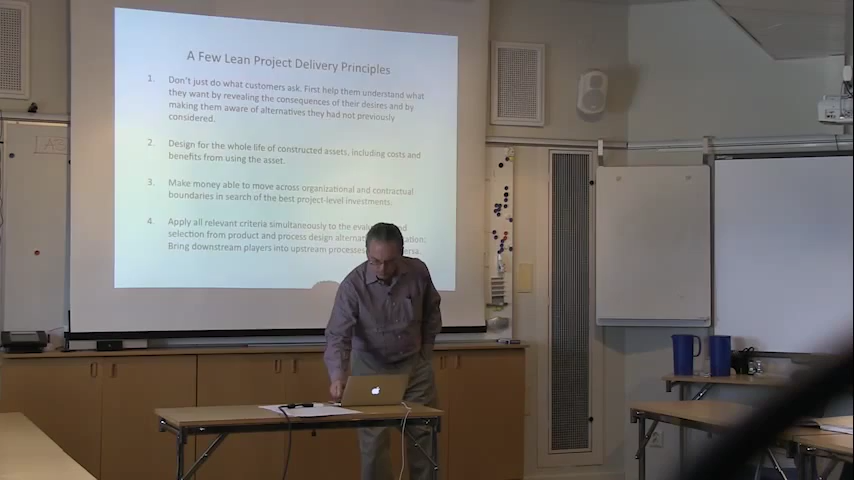 A Few Lean Project Delivery Principles
1. Don't just do what customers ask. First help them understand what
they want by revealing the consequences of their desires and by
making them aware of alternatives they had not previously
considered.
2. Design for the whole life of constructed assets, including costs and
benefits from using the asset.
3. Make money able to move across organizational and contractual
boundaries in search of the best project-level investments.
4. Apply all relevant criteria simultaneously to the
selection from product and process design
Bring downstream players into upstream processes